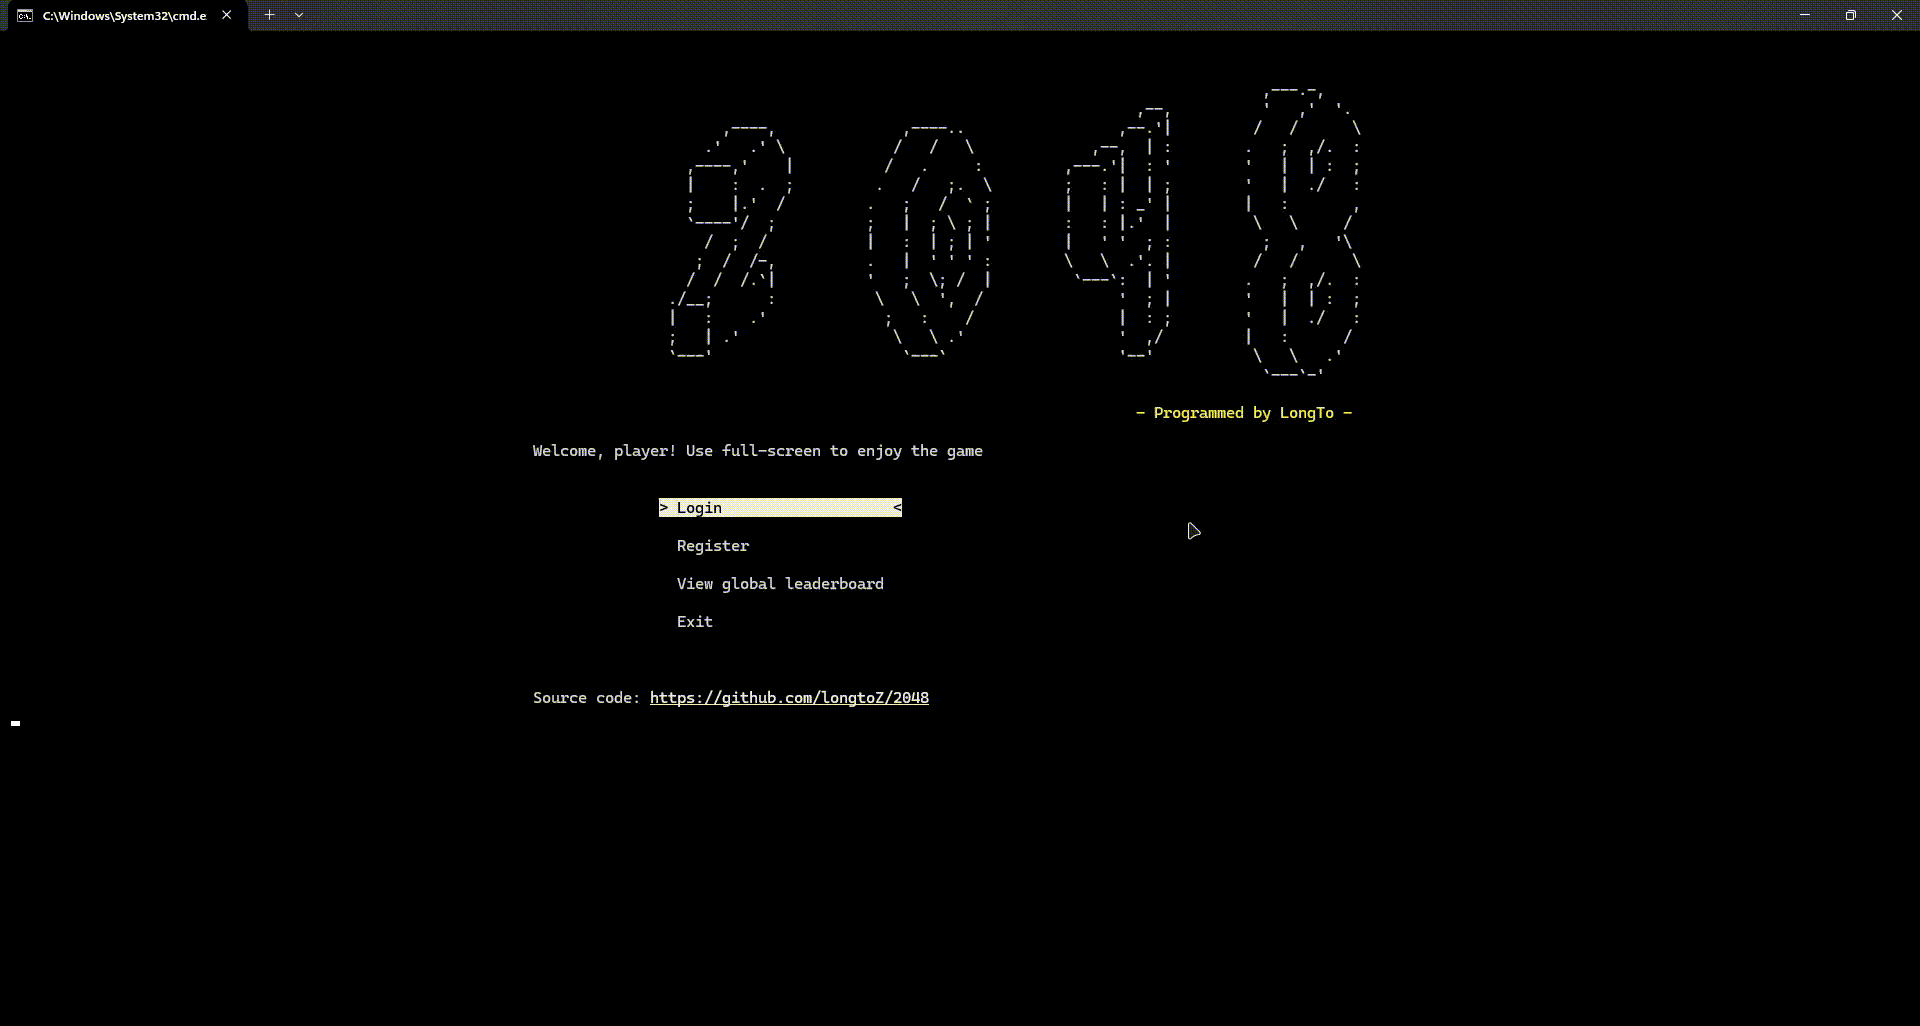 C:\Windows\System32\cmd.e
2048
- Programmed by LongTo -
Welcome, player! Use full-screen to enjoy the game
> Login <
Register
View global leaderboard
Exit
Source code: https://github.com/longtoZ/2048